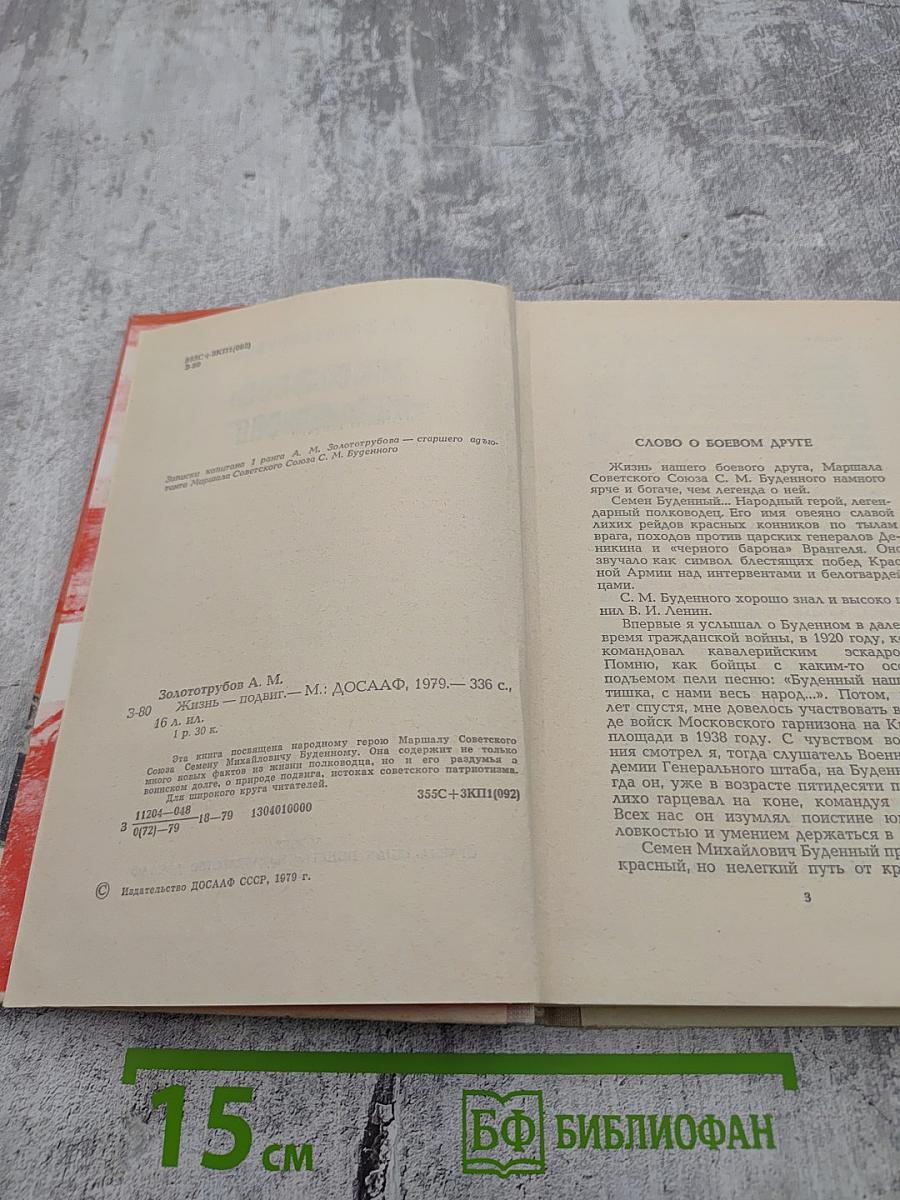 355С+3КП1(092)
З-80
Записки капитана 1 ранга А. М. Золототрубова — старшего адъю-
танта Маршала Советского Союза С. М. Буденного
Золототрубов А. М.
З-80 Жизнь — подвиг.— М.: ДОСААФ, 1979.— 336 с.,
16 л. ил.
1 р. 30 к.
Эта книга посвящена народному герою Маршалу Советского
Союза Семену Михайловичу Буденному. Она содержит не только
много новых фактов из жизни полководца, но и его раздумья о
воинском долге, о природе подвига, истоках советского патриотизма.
Для широкого круга читателей.
З 11204—048
0(72)—79 —18—79 1304010000
355С+3КП1(092)
© Издательство ДОСААФ СССР, 1979 г.
СЛОВО О БОЕВОМ ДРУГЕ
Жизнь нашего боевого друга, Маршала
Советского Союза С. М. Буденного намного
ярче и богаче, чем легенда о ней.
Семен Буденный... Народный герой, леген-
дарный полководец. Его имя овеяно славой
лихих рейдов красных конников по тылам
врага, походов против царских генералов Де-
никина и «черного барона» Врангеля. Оно
звучало как символ блестящих побед Крас
ной Армии над интервентами и белогвардей
цами.
С. М. Буденного хорошо знал и высоко
нил В. И. Ленин.
Впервые я услышал о Буденном в дале
время гражданской войны, в 1920 году,
командовал кавалерийским эскадро
Помню, как бойцы с каким-то осо
подъемом пели песню: «Буденный наш
тишка, с нами весь народ...». Потом,
лет спустя, мне довелось участвовать в
де войск Московского гарнизона на К
площади в 1938 году. С чувством во
ния смотрел я, тогда слушатель Воен
демии Генерального штаба, на Буденн
гда он, уже в возрасте пятидесяти п
лихо гарцевал на коне, командуя
Всех нас он изумлял поистине ю
ловкостью и умением держаться в
Семен Михайлович Буденный пр
красный, но нелегкий путь от кр
3
15 см
БФ БИБЛИОФАН